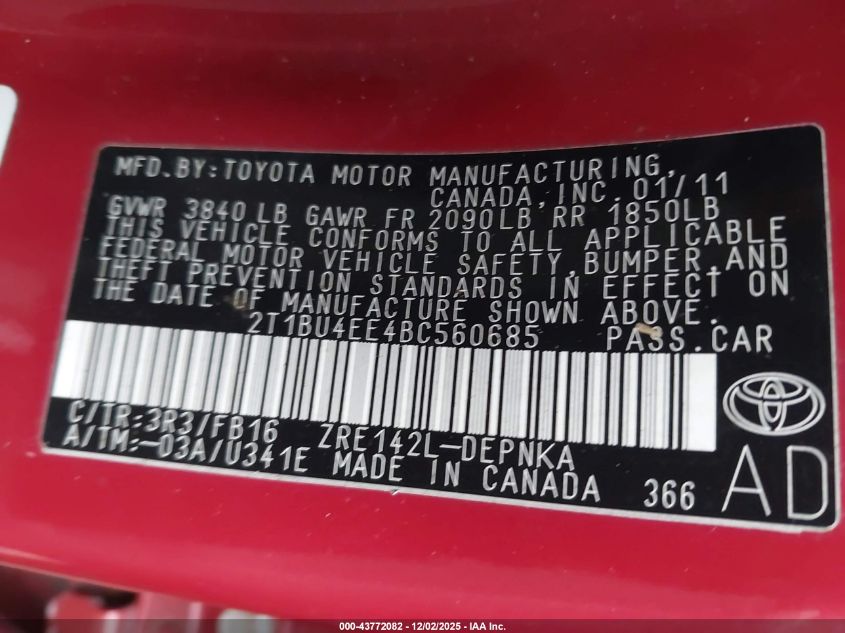 MFD.BY:TOYOTA MOTOR MANUFACTURING,
CANADA,INC. 01/11
GVWR 3840 LB GAWR FR 2090LB RR 1850LB
THIS VEHICLE CONFORMS TO ALL APPLICABLE
FEDERAL MOTOR VEHICLE SAFETY,BUMPER,AND
THEFT PREVENTION STANDARDS IN EFFECT ON
THE DATE OF MANUFACTURE SHOWN ABOVE.
2T1BU4EE4BC560685 PASS.CAR
C/TR:3R3/FB16 ZRE142L-DEPNKA
A/TM:-03A/U341E MADE IN CANADA 366 AD
000-43772082 - 12/02/2025 - IAA Inc.